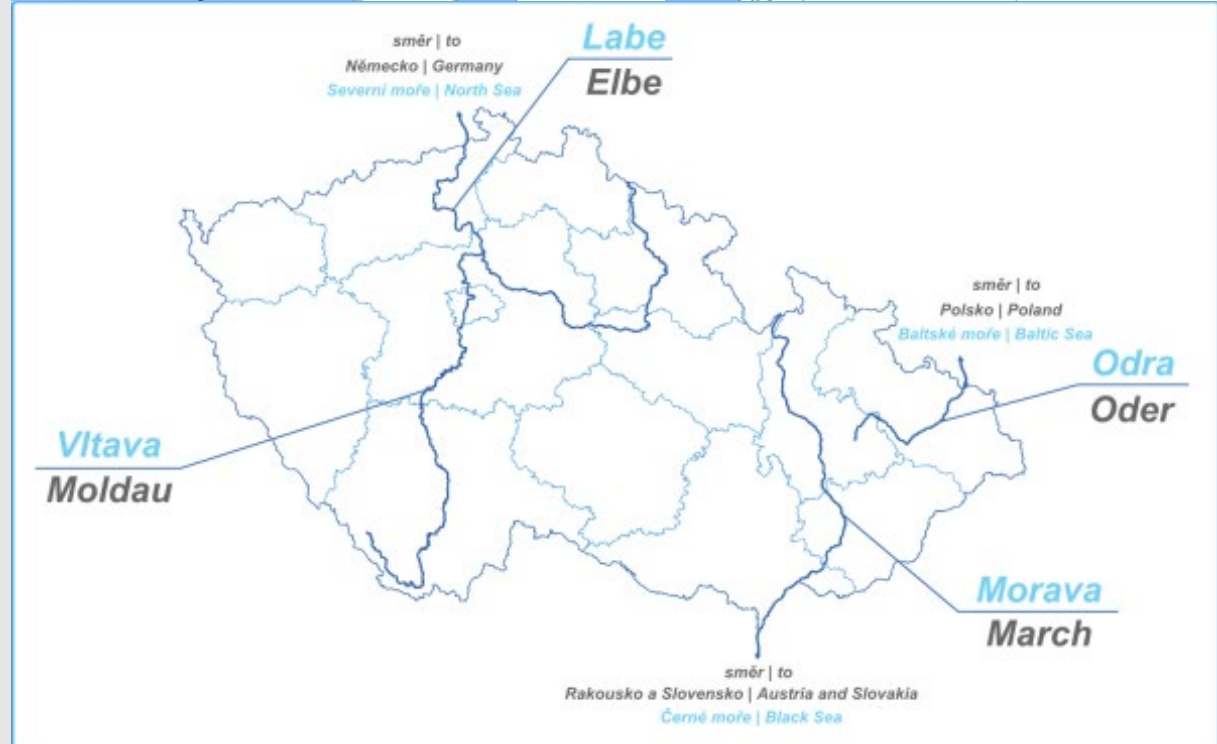 směr | to
Německo | Germany
Severní moře | North Sea
Labe
Elbe
směr | to
Polsko | Poland
Baltské moře | Baltic Sea
Odra
Oder
Vltava
Moldau
Morava
March
směr | to
Rakousko a Slovensko | Austria and Slovakia
Černé moře | Black Sea